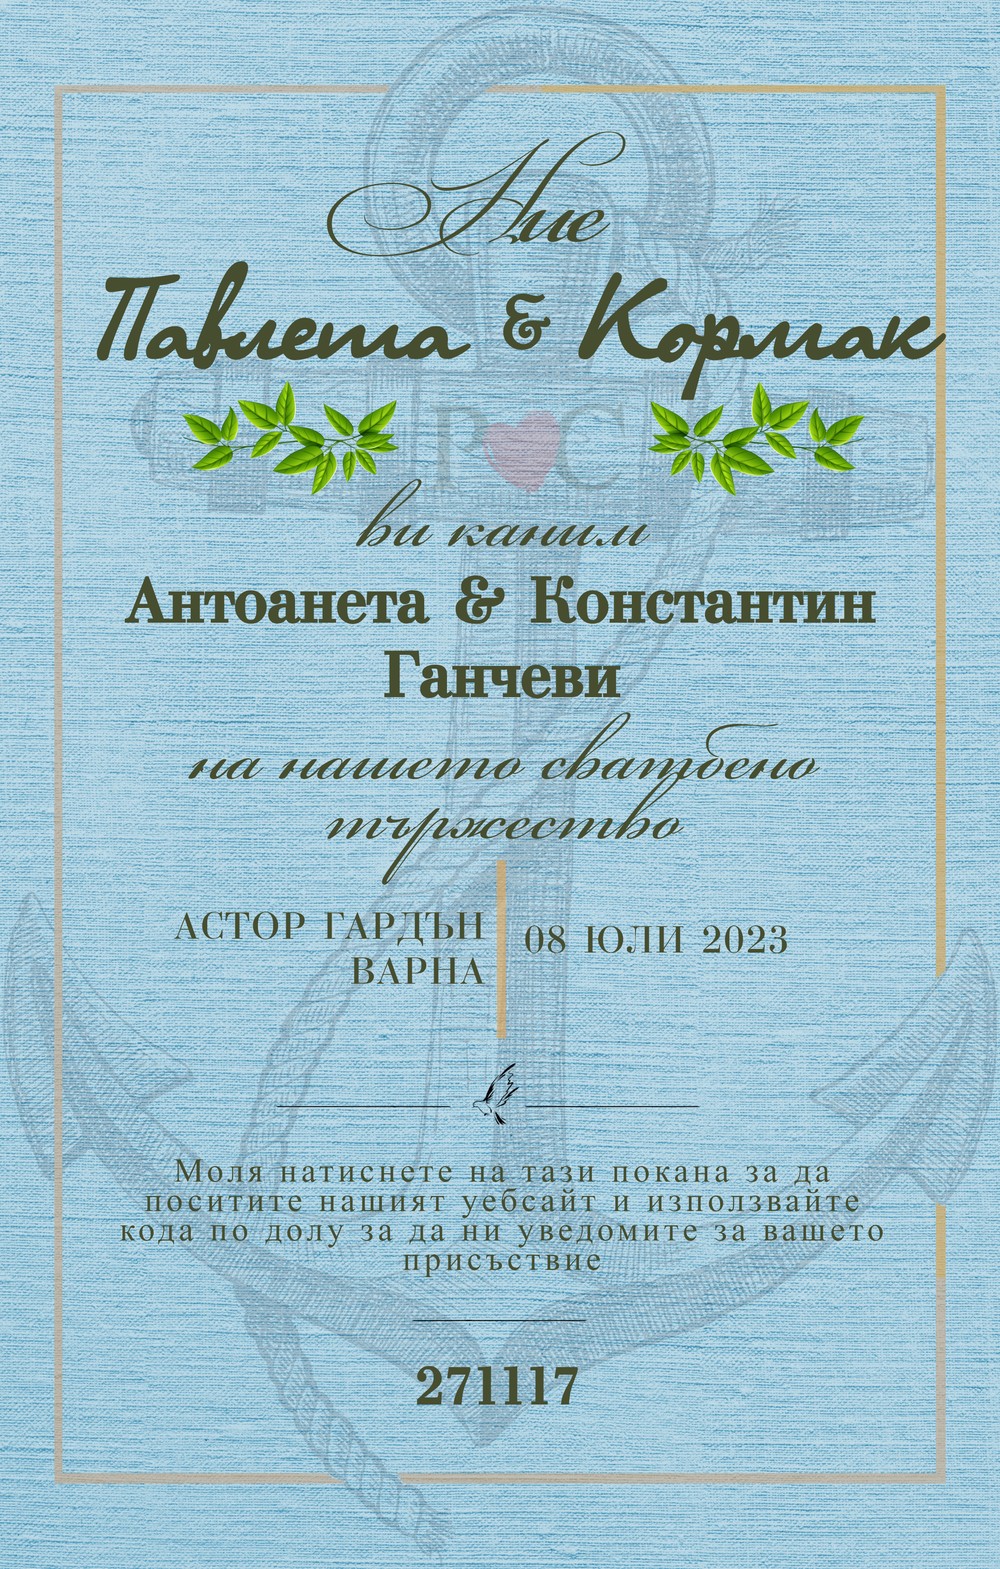 Ние
Павлета & Кормак
P C
ви каним
Антоанета & Константин
Ганчеви
на нашето сватбено
тържество
АСТОР ГАРДЪН
ВАРНА
08 ЮЛИ 2023
Моля натиснете на тази покана за да
поситите нашият уебсайт и използвайте
кода по долу за да ни уведомите за вашето
присъствие
271117